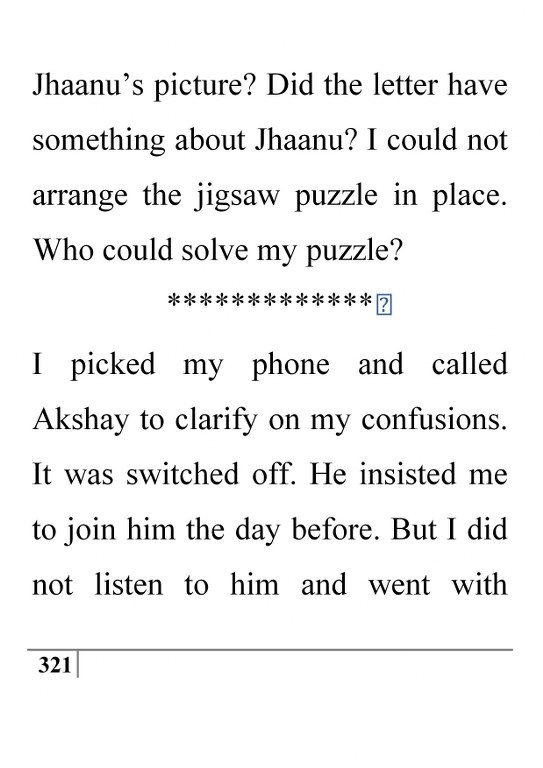 Jhaanu’s picture? Did the letter have
something about Jhaanu? I could not
arrange the jigsaw puzzle in place.
Who could solve my puzzle?
*************
I picked my phone and called
Akshay to clarify on my confusions.
It was switched off. He insisted me
to join him the day before. But I did
not listen to him and went with
321